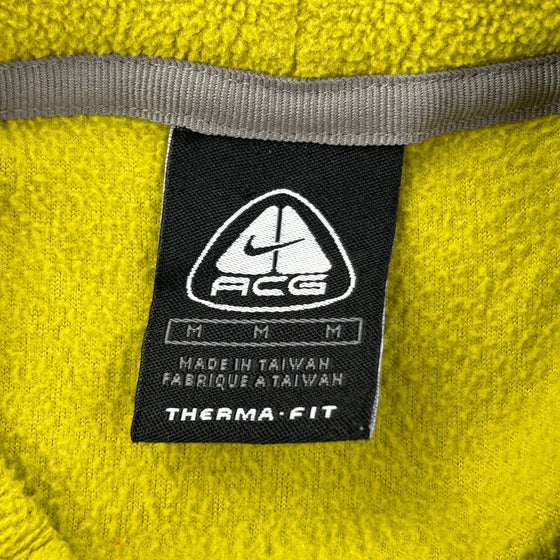 ACG
M M M
MADE IN TAIWAN
FABRIQUE A TAIWAN
THERMA·FIT